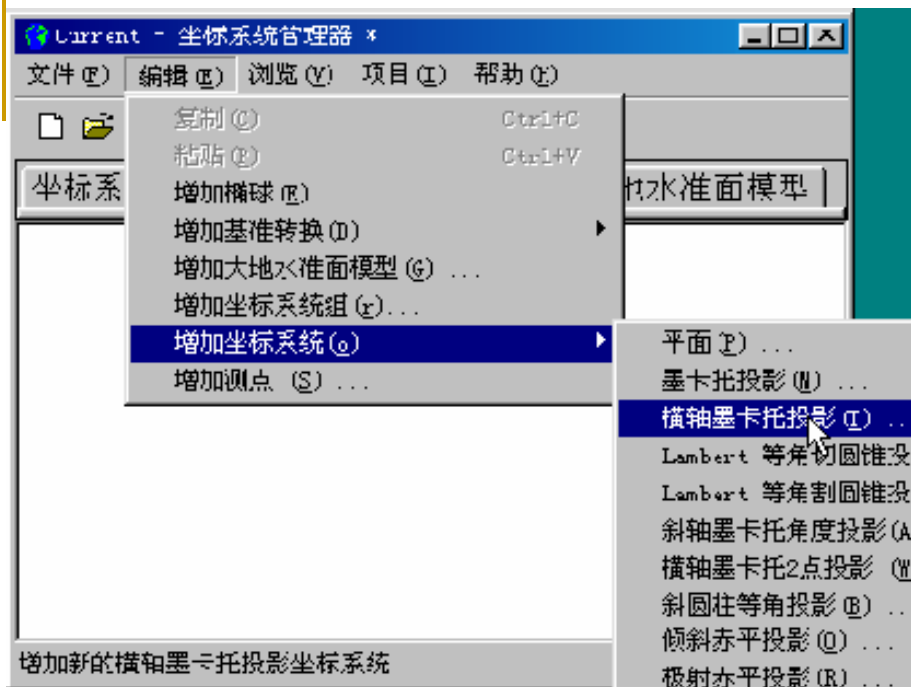 Current - 坐标系统管理器 *
文件(F) 编辑(E) 浏览(V) 项目(I) 帮助(H)
复制(C) Ctrl+C
粘贴(P) Ctrl+V
坐标系
地水准面模型
增加椭球(E)
增加基准转换(D)
增加大地水准面模型(G) ...
增加坐标系统组(r)...
增加坐标系统(o)
增加测点 (S) ...
平面(P) ...
墨卡托投影(N) ...
横轴墨卡托投影(T) ..
Lambert 等角切圆锥投
Lambert 等角割圆锥投
斜轴墨卡托角度投影(A
横轴墨卡托2点投影 (W
斜圆柱等角投影(B) ..
倾斜赤平投影(O) ...
极射赤平投影(R) ...
增加新的横轴墨卡托投影坐标系统